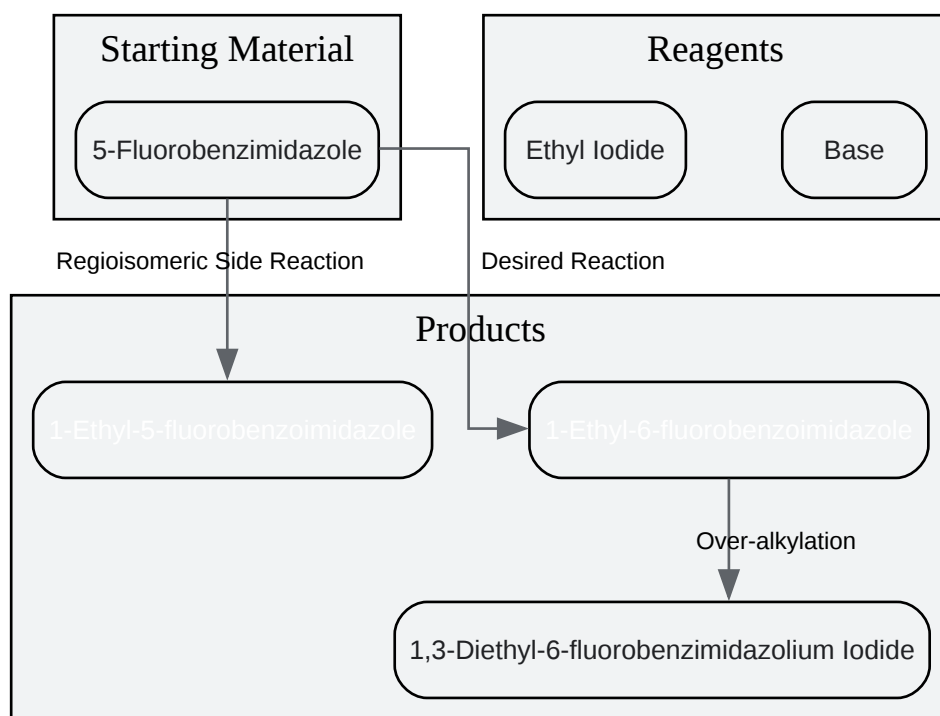 Starting Material
Reagents
5-Fluorobenzimidazole
Ethyl Iodide
Base
Regioisomeric Side Reaction
Desired Reaction
Products
1-Ethyl-5-fluorobenzoimidazole
1-Ethyl-6-fluorobenzoimidazole
Over-alkylation
1,3-Diethyl-6-fluorobenzimidazolium Iodide